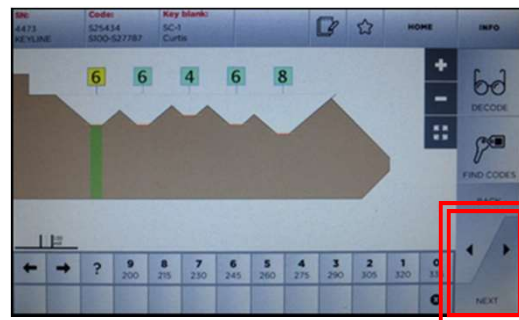 SN:
4473
KEYLINE
Code:
S25434
S100-S27787
Key blank:
SC-1
Curtis
HOME
INFO
6 6 4 6 8
+
-
DECODE
FIND CODES
BACK
← → ? 9 8 7 6 5 4 3 2 1 0
200 215 230 245 260 275 290 305 320
0
NEXT